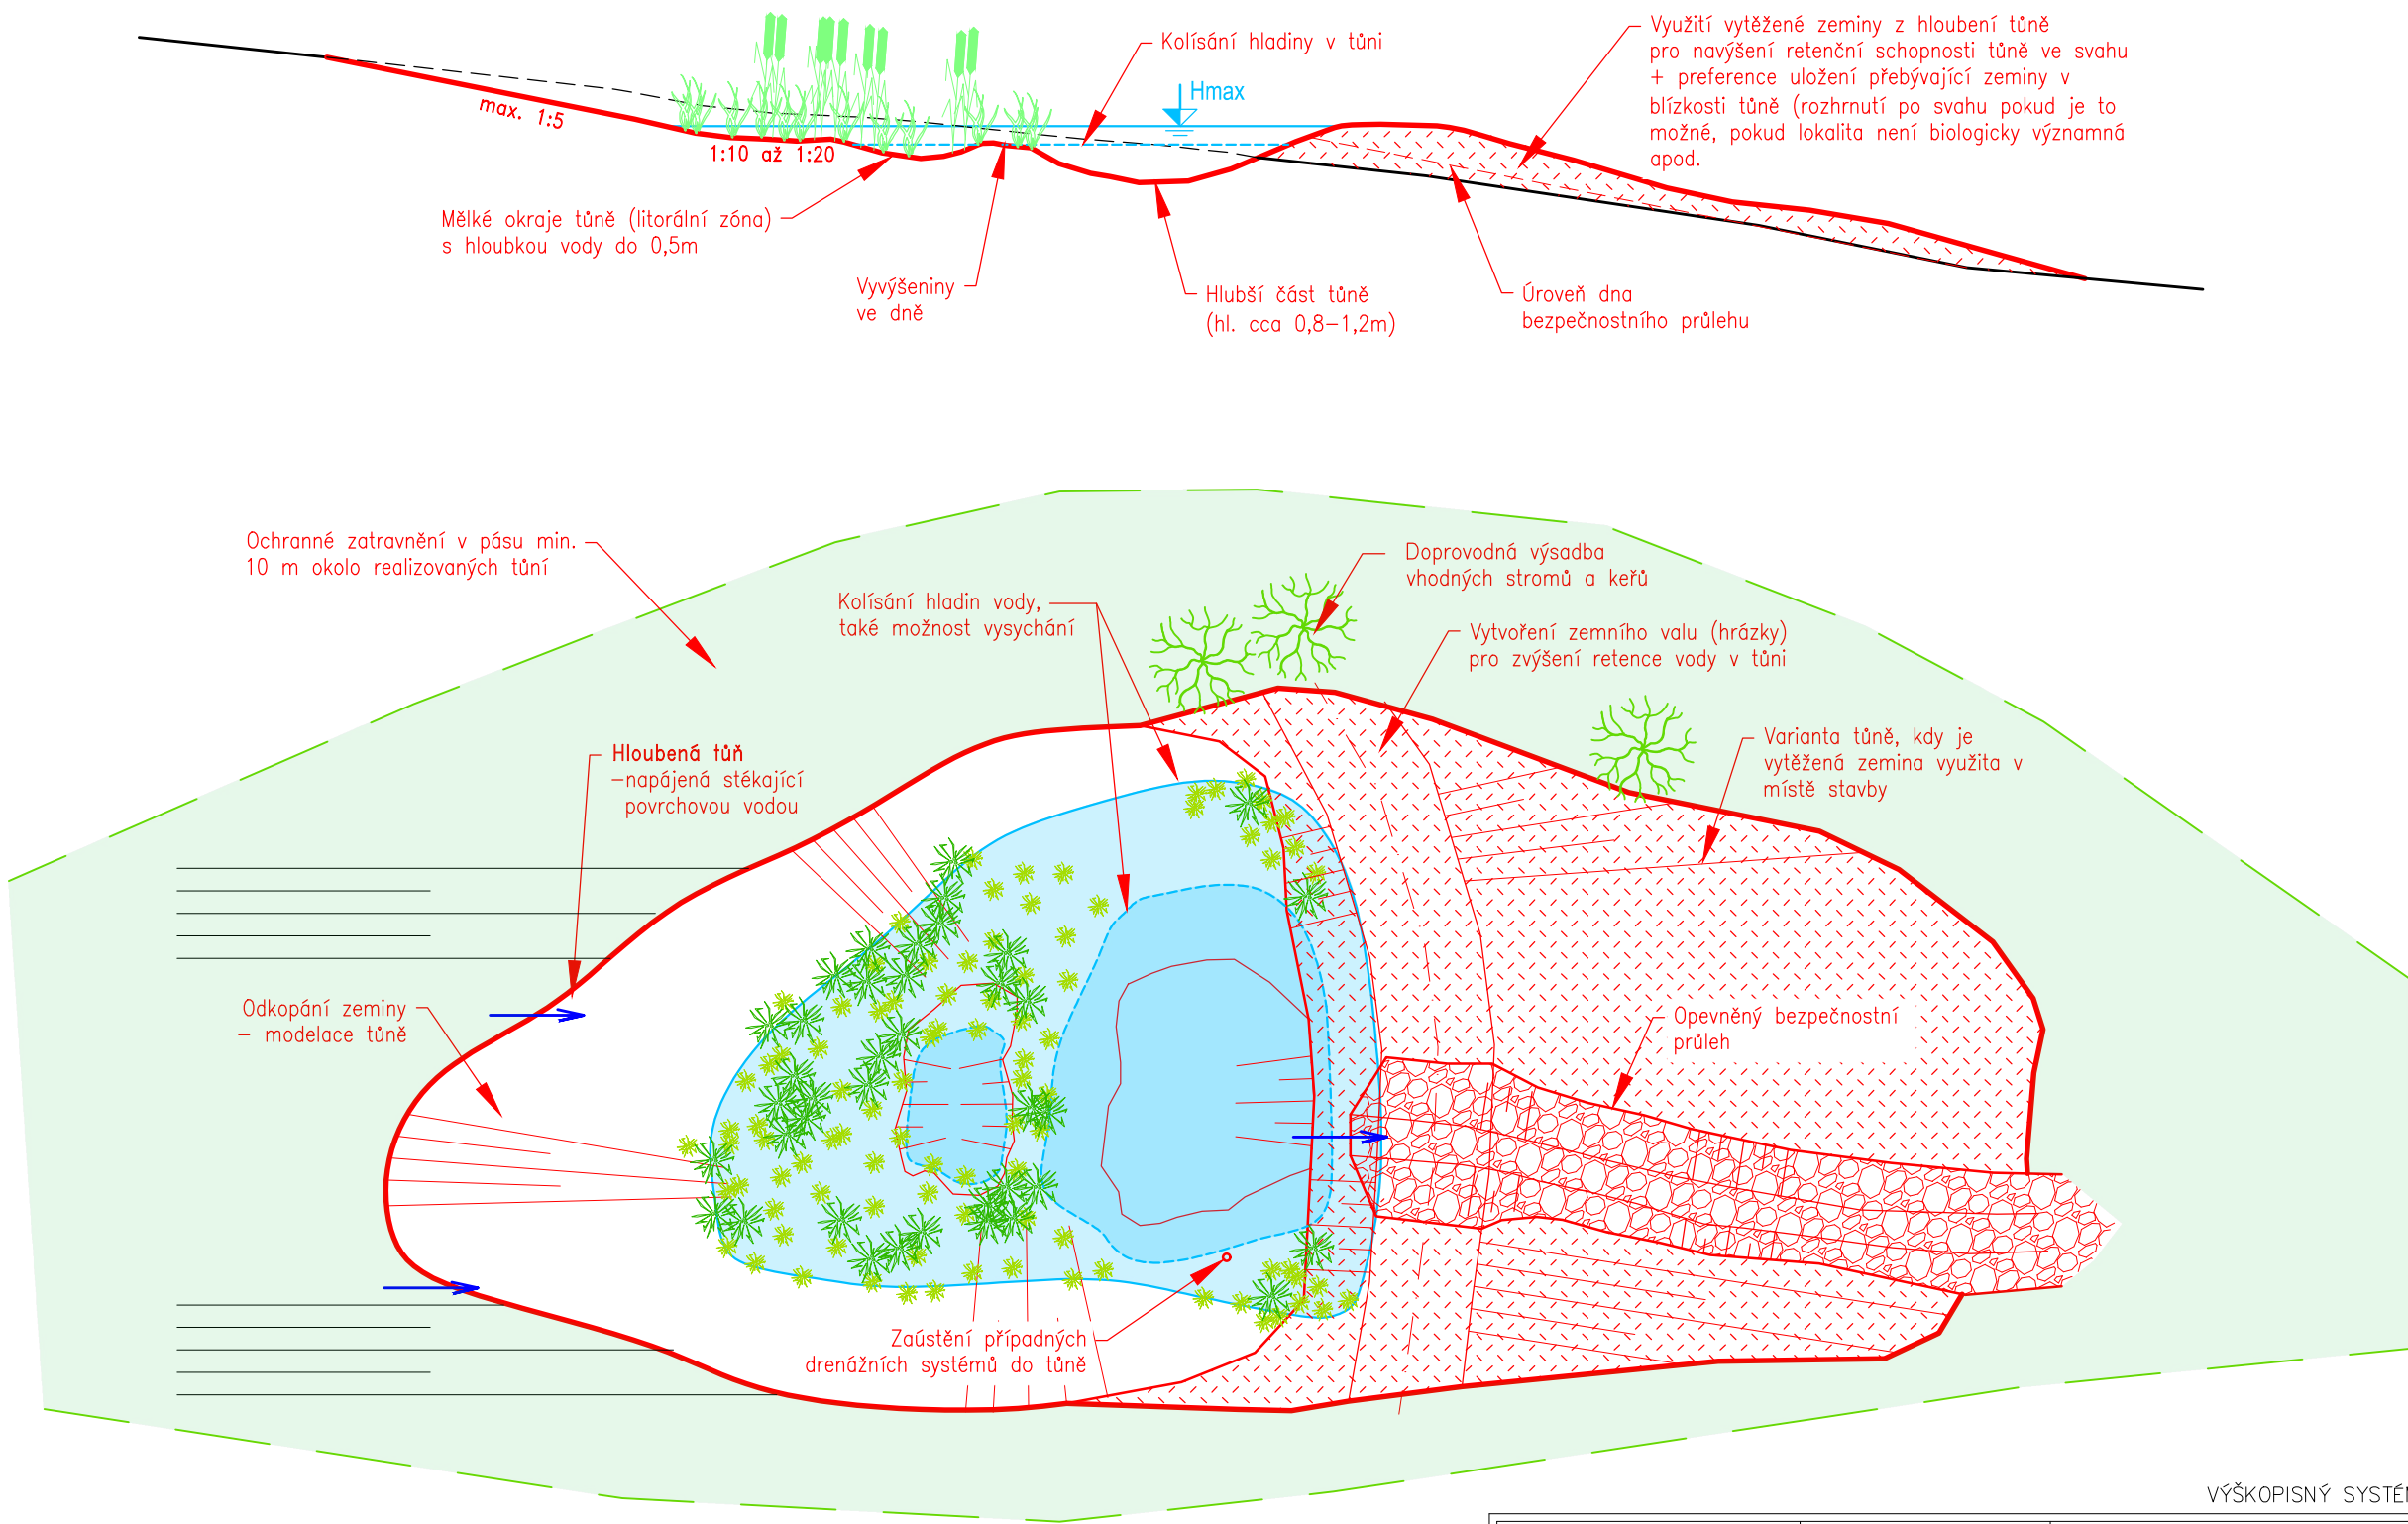 Kolísání hladiny v tůni
Hmax
Využití vytěžené zeminy z hloubení tůně
pro navýšení retenční schopnosti tůně ve svahu
+ preference uložení přebývající zeminy v
blízkosti tůně (rozhrnutí po svahu pokud je to
možné, pokud lokalita není biologicky významná
apod.
max. 1:5
1:10 až 1:20
Mělké okraje tůně (litorální zóna)
s hloubkou vody do 0,5m
Vyvýšeniny
ve dně
Hlubší část tůně
(hl. cca 0,8–1,2m)
Úroveň dna
bezpečnostního průlehu
Ochranné zatravnění v pásu min.
10 m okolo realizovaných tůní
Doprovodná výsadba
vhodných stromů a keřů
Kolísání hladin vody,
také možnost vysychání
Vytvoření zemního valu (hrázky)
pro zvýšení retence vody v tůni
Hloubená tůň
–napájená stékající
povrchovou vodou
Varianta tůně, kdy je
vytěžená zemina využita v
místě stavby
Odkopání zeminy
– modelace tůně
Opevněný bezpečnostní
průleh
Zaústění případných
drenážních systémů do tůně
VÝŠKOPISNÝ